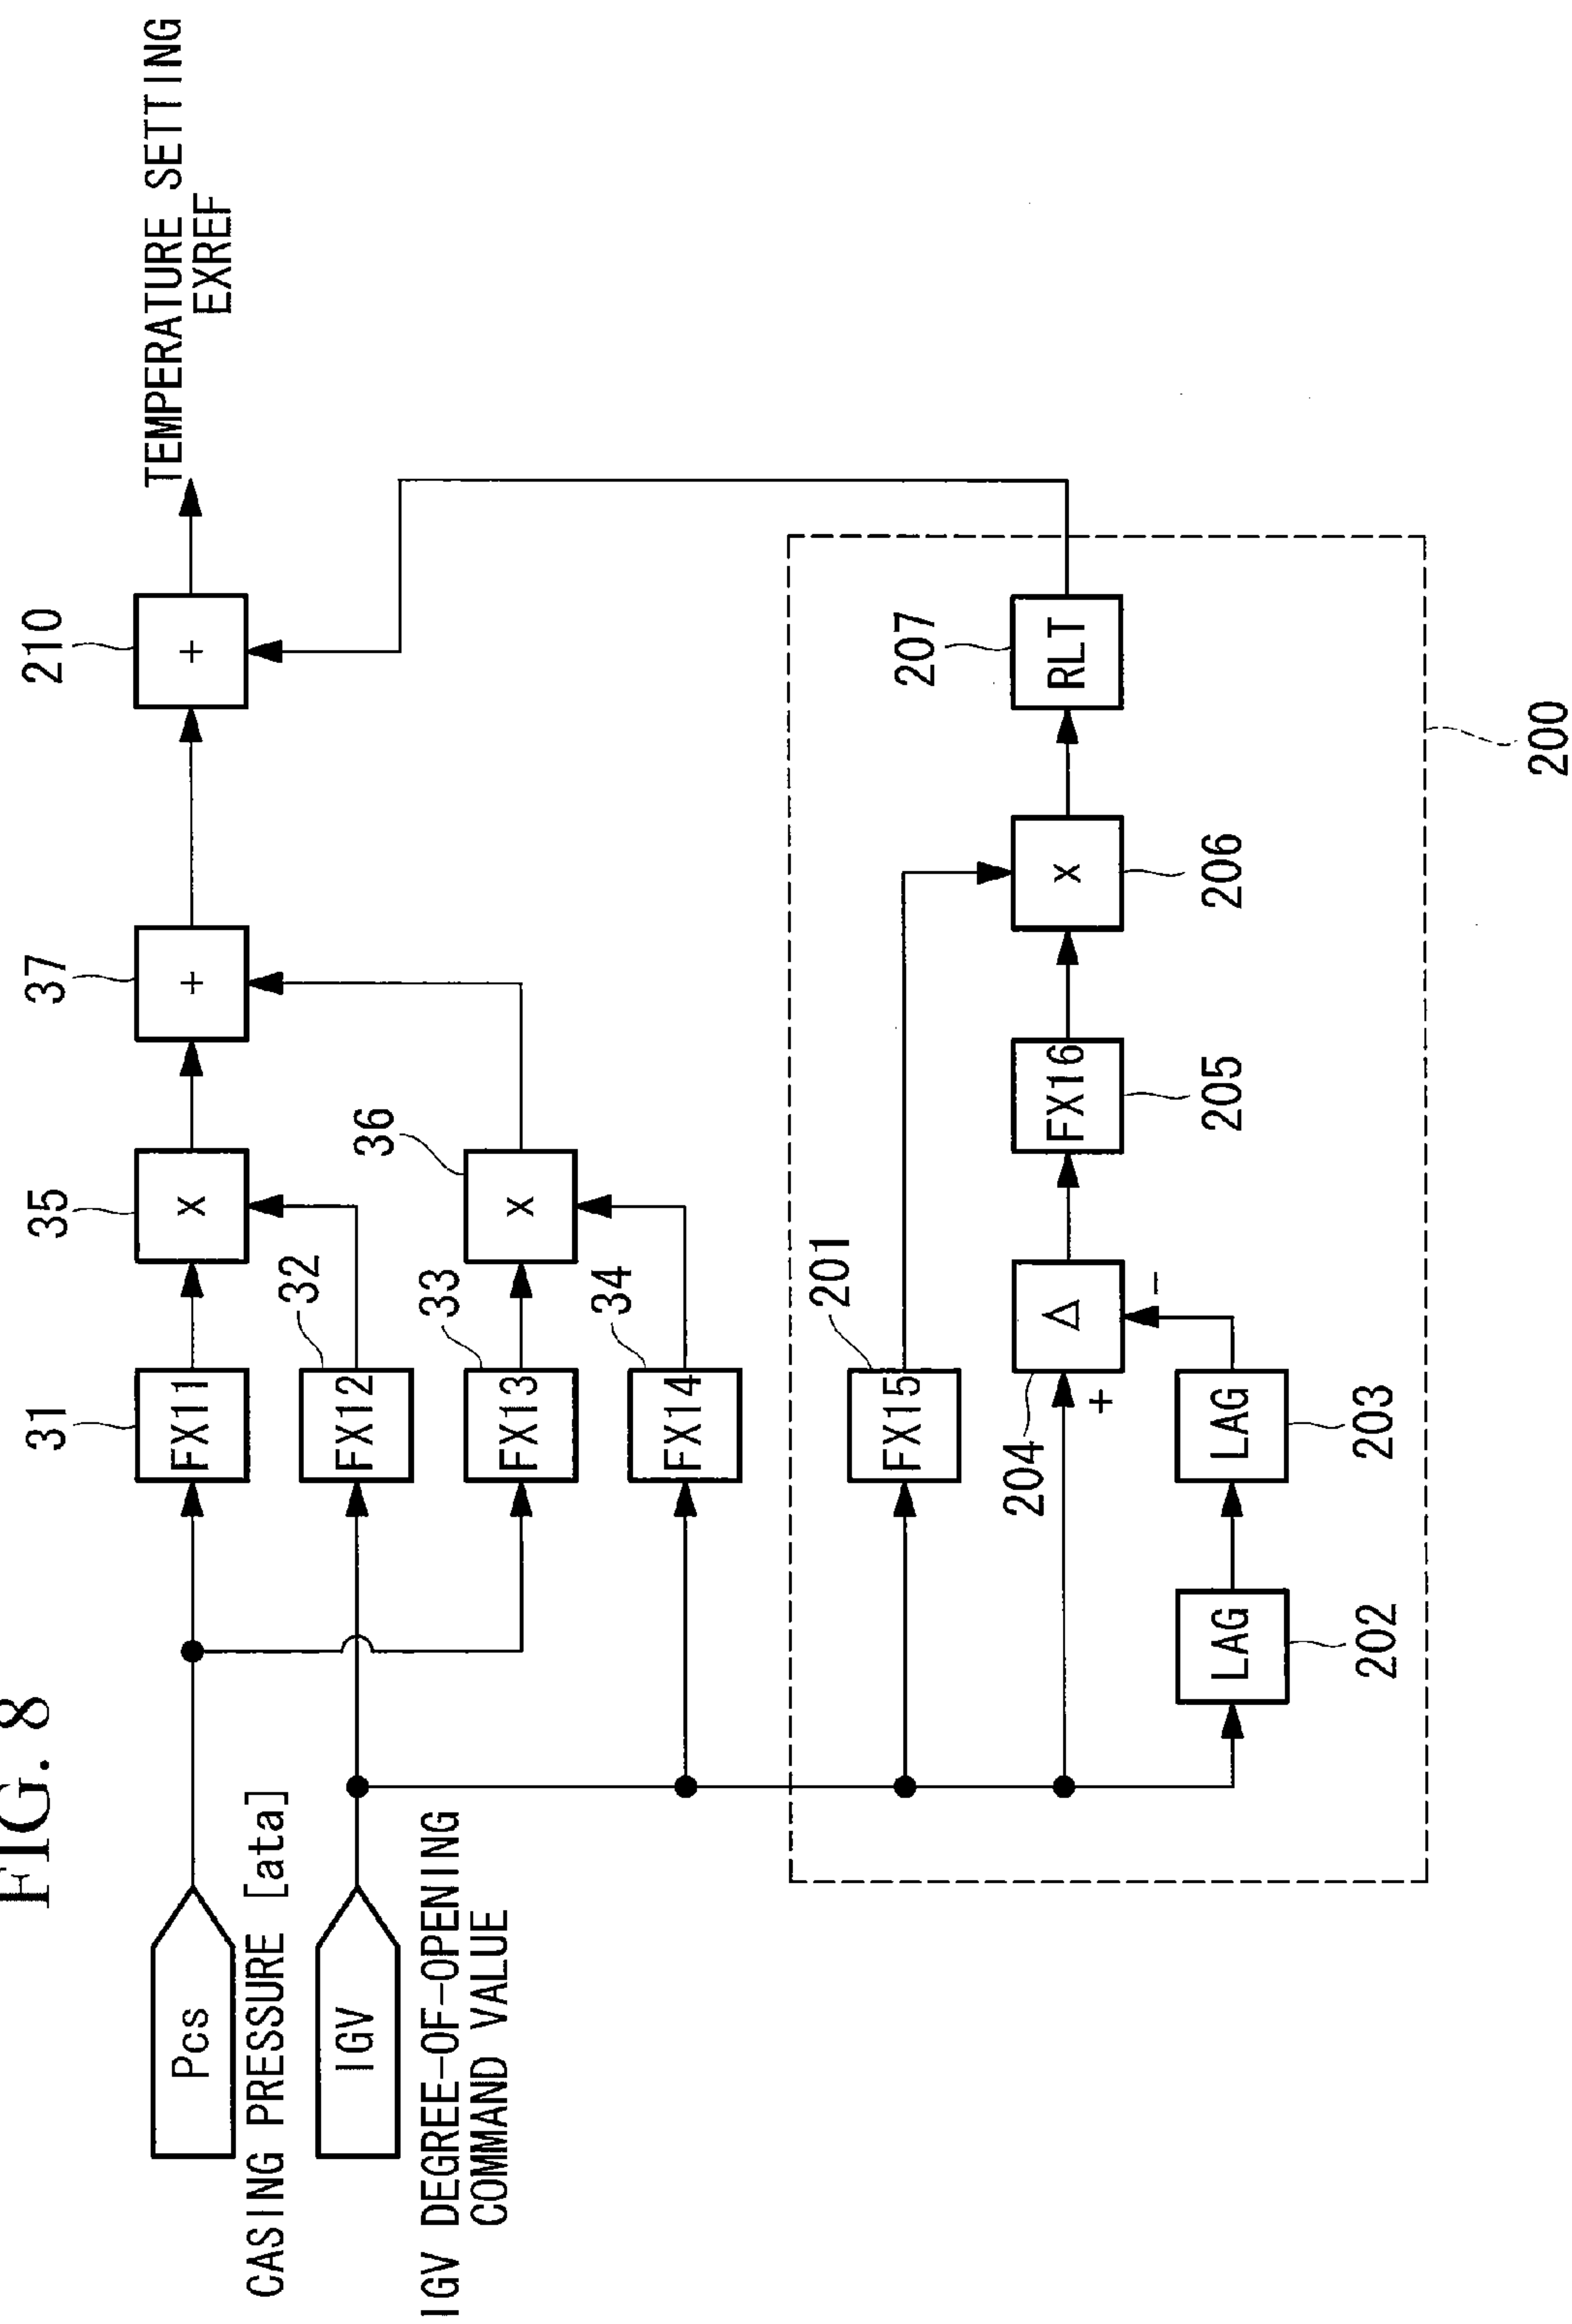 FIG. 8
Pcs
CASING PRESSURE [ata]
IGV
IGV DEGREE-OF-OPENING
COMMAND VALUE
31
FX11
32
FX12
33
FX13
34
FX14
35
x
36
x
37
+
210
+
TEMPERATURE SETTING
EXREF
201
FX15
204
Δ
+
−
202
LAG
203
LAG
205
FX16
206
x
207
RLT
200